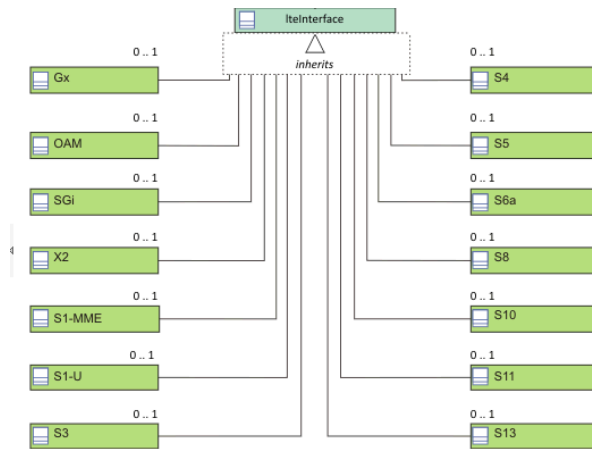 lteInterface
inherits
0 .. 1
Gx
0 .. 1
OAM
0 .. 1
SGi
0 .. 1
X2
0 .. 1
S1-MME
0 .. 1
S1-U
0 .. 1
S3
0 .. 1
S4
0 .. 1
S5
0 .. 1
S6a
0 .. 1
S8
0 .. 1
S10
0 .. 1
S11
0 .. 1
S13